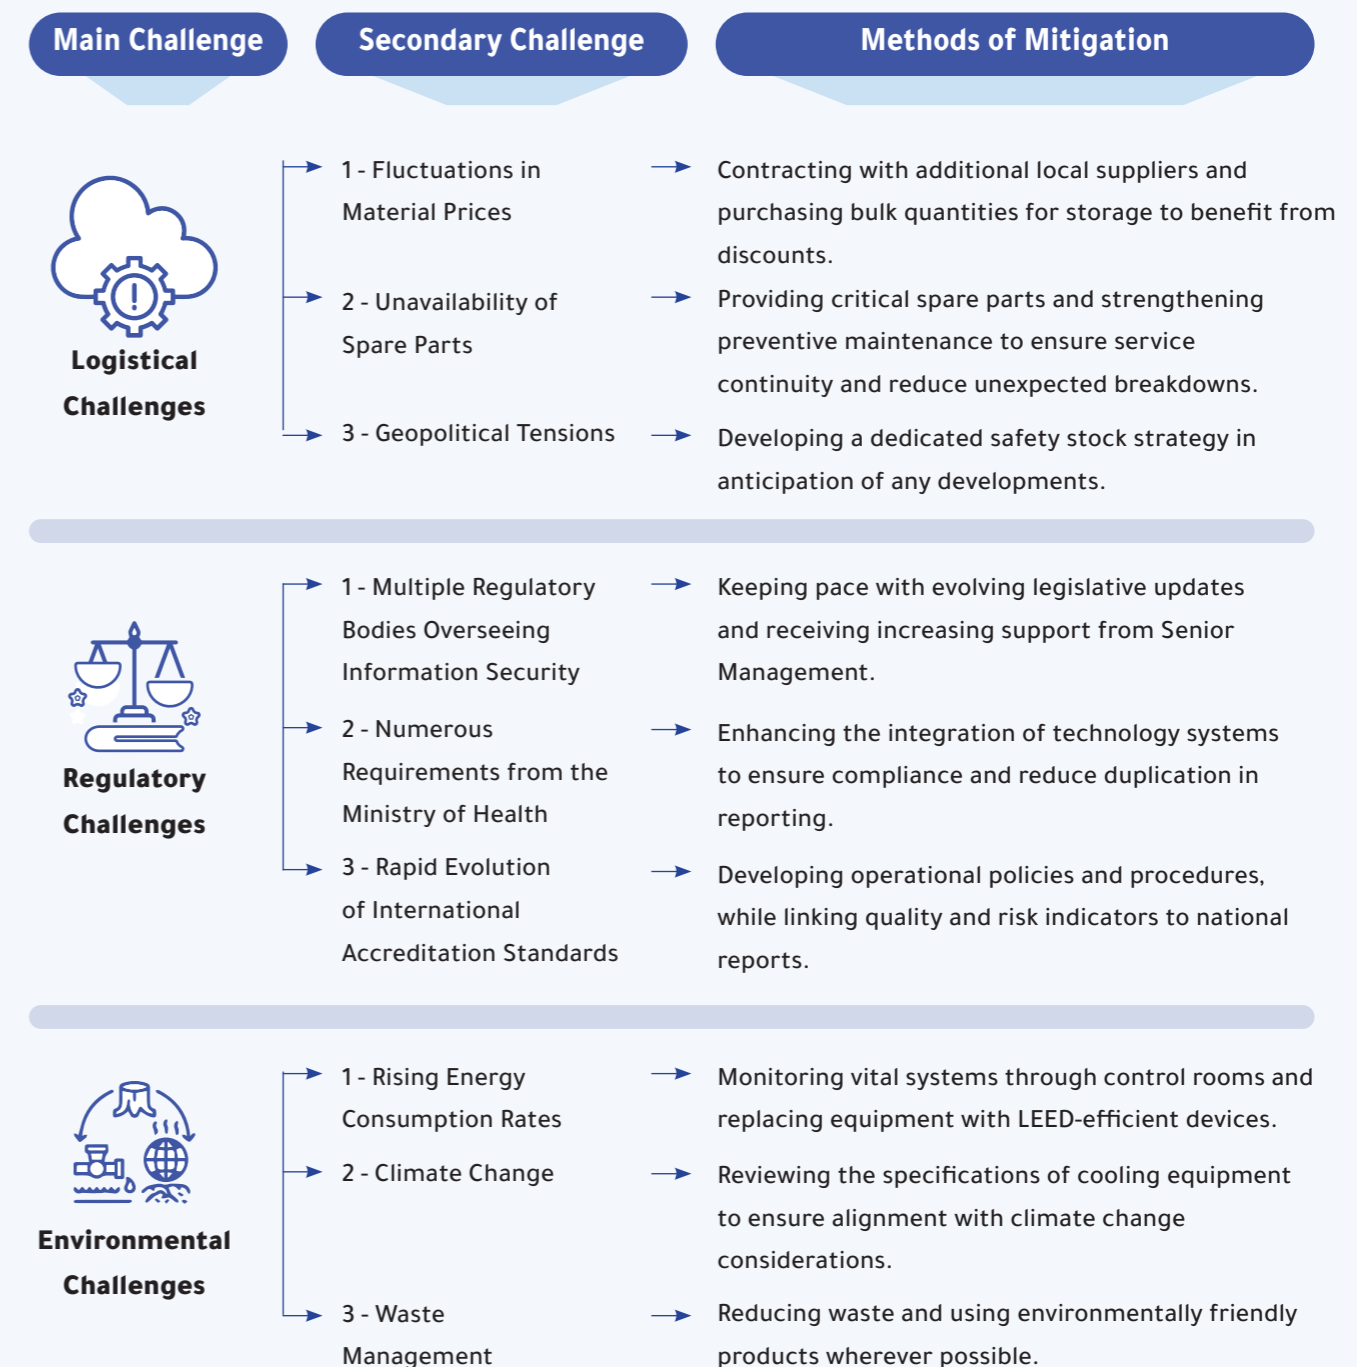 Main Challenge
Secondary Challenge
Methods of Mitigation
Logistical
Challenges
1 - Fluctuations in
Material Prices
Contracting with additional local suppliers and
purchasing bulk quantities for storage to benefit from
discounts.
2 - Unavailability of
Spare Parts
Providing critical spare parts and strengthening
preventive maintenance to ensure service
continuity and reduce unexpected breakdowns.
3 - Geopolitical Tensions
Developing a dedicated safety stock strategy in
anticipation of any developments.
Regulatory
Challenges
1 - Multiple Regulatory
Bodies Overseeing
Information Security
Keeping pace with evolving legislative updates
and receiving increasing support from Senior
Management.
2 - Numerous
Requirements from the
Ministry of Health
Enhancing the integration of technology systems
to ensure compliance and reduce duplication in
reporting.
3 - Rapid Evolution
of International
Accreditation Standards
Developing operational policies and procedures,
while linking quality and risk indicators to national
reports.
Environmental
Challenges
1 - Rising Energy
Consumption Rates
Monitoring vital systems through control rooms and
replacing equipment with LEED-efficient devices.
2 - Climate Change
Reviewing the specifications of cooling equipment
to ensure alignment with climate change
considerations.
3 - Waste
Management
Reducing waste and using environmentally friendly
products wherever possible.